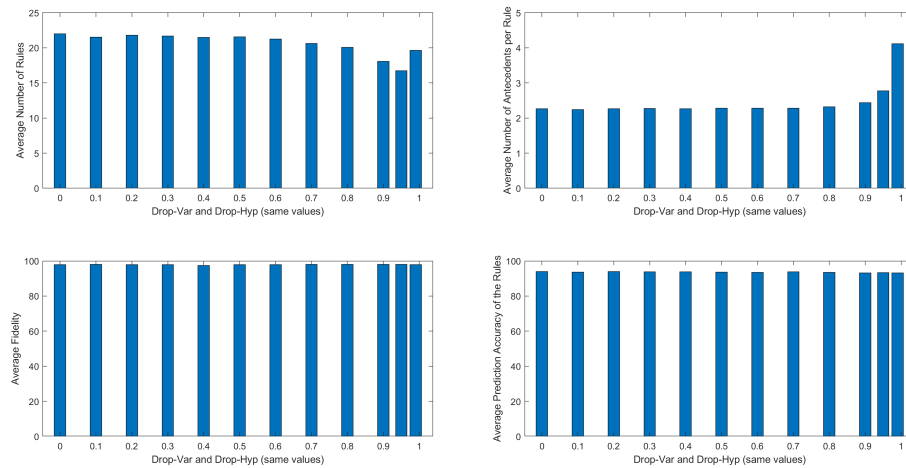 25
20
15
10
5
0
Average Number of Rules
0 0.1 0.2 0.3 0.4 0.5 0.6 0.7 0.8 0.9 1
Drop-Var and Drop-Hyp (same values)
5
4
3
2
1
0
Average Number of Antecedents per Rule
0 0.1 0.2 0.3 0.4 0.5 0.6 0.7 0.8 0.9 1
Drop-Var and Drop-Hyp (same values)
100
80
60
40
20
0
Average Fidelity
0 0.1 0.2 0.3 0.4 0.5 0.6 0.7 0.8 0.9 1
Drop-Var and Drop-Hyp (same values)
100
80
60
40
20
0
Average Prediction Accuracy of the Rules
0 0.1 0.2 0.3 0.4 0.5 0.6 0.7 0.8 0.9 1
Drop-Var and Drop-Hyp (same values)